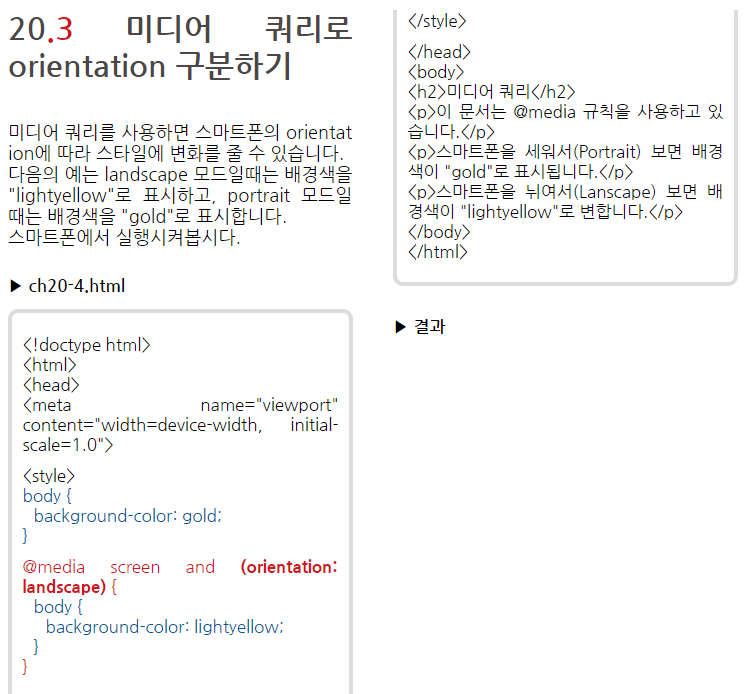 20.3 미디어 쿼리로
orientation 구분하기
미디어 쿼리를 사용하면 스마트폰의 orientat
ion에 따라 스타일에 변화를 줄 수 있습니다.
다음의 예는 landscape 모드일때는 배경색을
"lightyellow"로 표시하고, portrait 모드일
때는 배경색을 "gold"로 표시합니다.
스마트폰에서 실행시켜봅시다.
▶ ch20-4.html
<!doctype html>
<html>
<head>
<meta name="viewport"
content="width=device-width, initial-
scale=1.0">
<style>
body {
background-color: gold;
}
@media screen and (orientation:
landscape) {
body {
background-color: lightyellow;
}
}
</style>
</head>
<body>
<h2>미디어 쿼리</h2>
<p>이 문서는 @media 규칙을 사용하고 있
습니다.</p>
<p>스마트폰을 세워서(Portrait) 보면 배경
색이 "gold"로 표시됩니다.</p>
<p>스마트폰을 뉘여서(Lanscape) 보면 배
경색이 "lightyellow"로 변합니다.</p>
</body>
</html>
▶ 결과